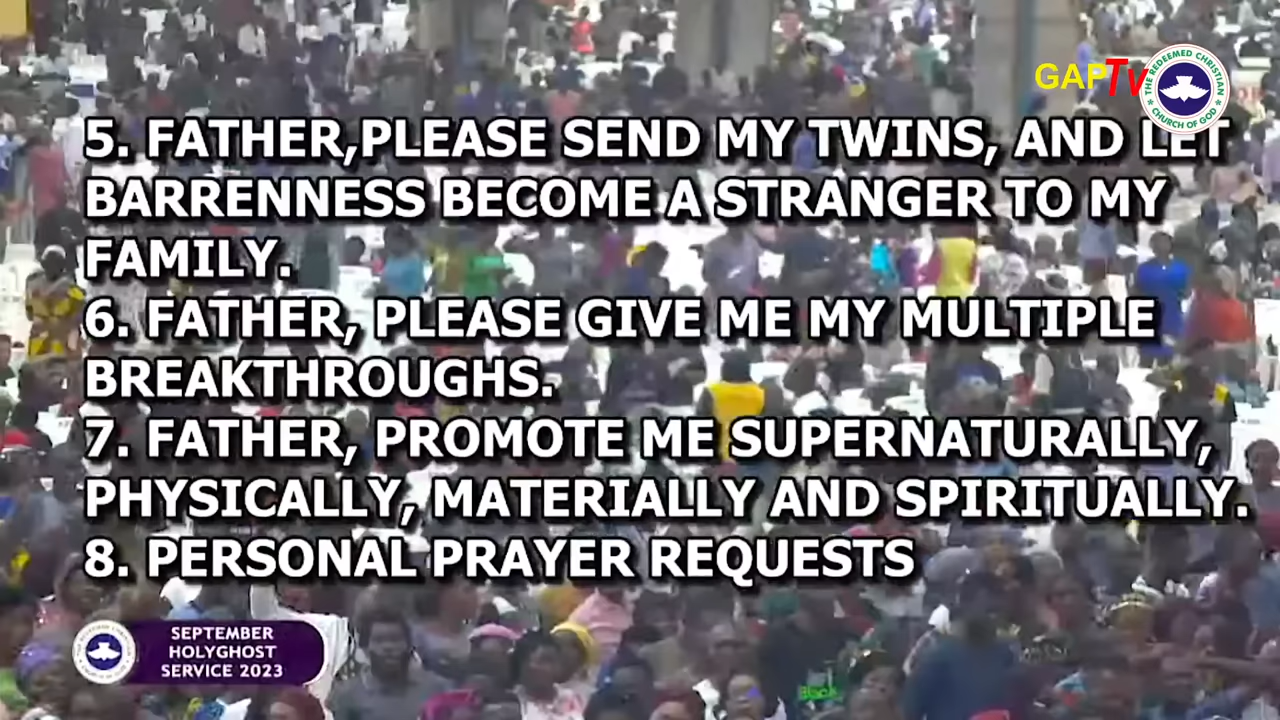 GAPTv
THE REDEEMED CHRISTIAN
CHURCH OF GOD
5. FATHER,PLEASE SEND MY TWINS, AND LET
BARRENNESS BECOME A STRANGER TO MY
FAMILY.
6. FATHER, PLEASE GIVE ME MY MULTIPLE
BREAKTHROUGHS.
7. FATHER, PROMOTE ME SUPERNATURALLY,
PHYSICALLY, MATERIALLY AND SPIRITUALLY.
8. PERSONAL PRAYER REQUESTS
SEPTEMBER
HOLYGHOST
SERVICE 2023